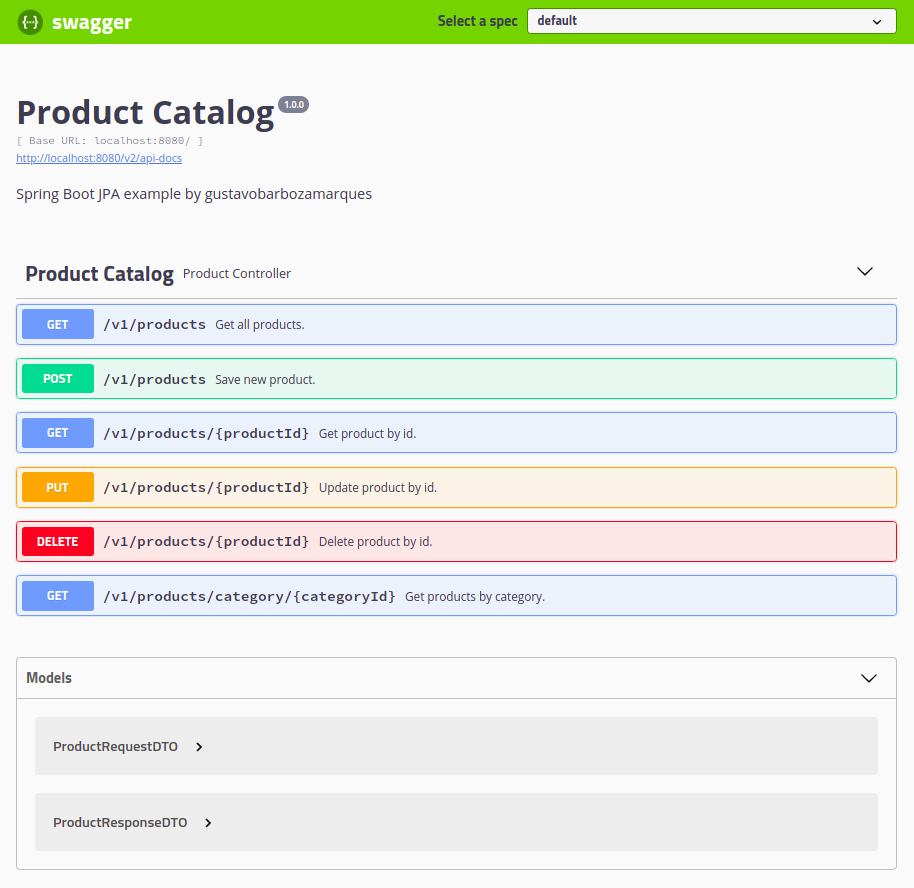 {··} swagger Select a spec default
Product Catalog 1.0.0
[ Base URL: localhost:8080/ ]
http://localhost:8080/v2/api-docs
Spring Boot JPA example by gustavobarbozamarques
Product Catalog Product Controller
GET /v1/products Get all products.
POST /v1/products Save new product.
GET /v1/products/{productId} Get product by id.
PUT /v1/products/{productId} Update product by id.
DELETE /v1/products/{productId} Delete product by id.
GET /v1/products/category/{categoryId} Get products by category.
Models
ProductRequestDTO
ProductResponseDTO